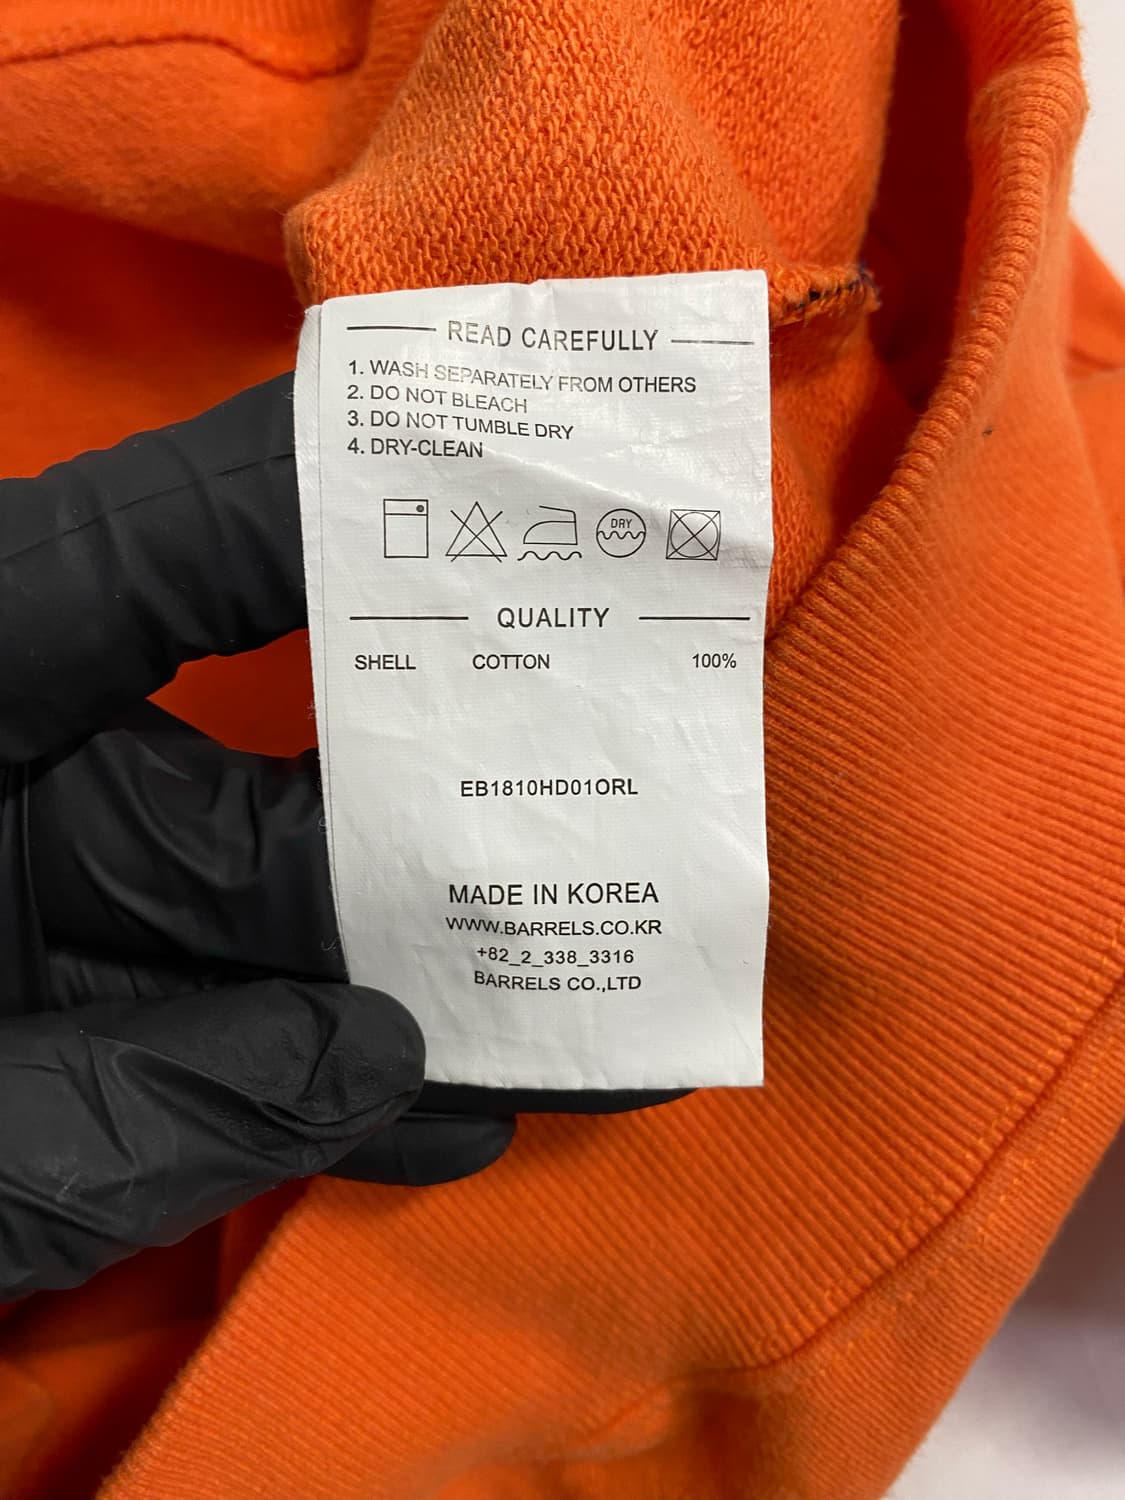 READ CAREFULLY
1. WASH SEPARATELY FROM OTHERS
2. DO NOT BLEACH
3. DO NOT TUMBLE DRY
4. DRY-CLEAN
DRY
QUALITY
SHELL COTTON 100%
EB1810HD01ORL
MADE IN KOREA
WWW.BARRELS.CO.KR
+82_2_338_3316
BARRELS CO.,LTD